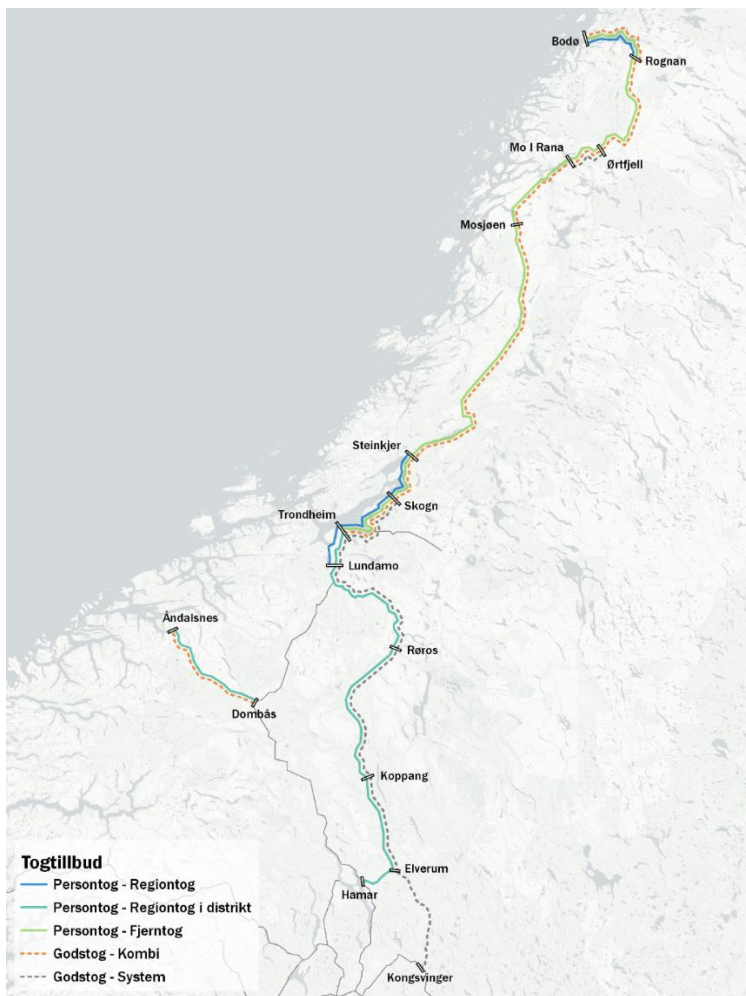 Bodø
Rognan
Mo I Rana
Ørtfjell
Mosjøen
Steinkjer
Skogn
Trondheim
Lundamo
Åndalsnes
Røros
Dombås
Koppang
Elverum
Hamar
Kongsvinger
Togtillbud
Persontog - Regiontog
Persontog - Regiontog i distrikt
Persontog - Fjerntog
Godstog - Kombi
Godstog - System